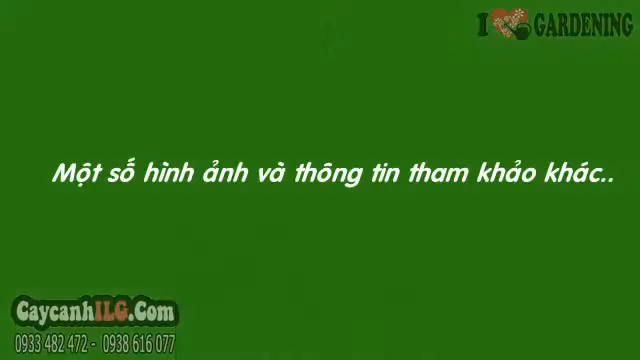 I GARDENING
Một số hình ảnh và thông tin tham khảo khác..
CaycanhILG.Com
0933 482 472 - 0938 616 077